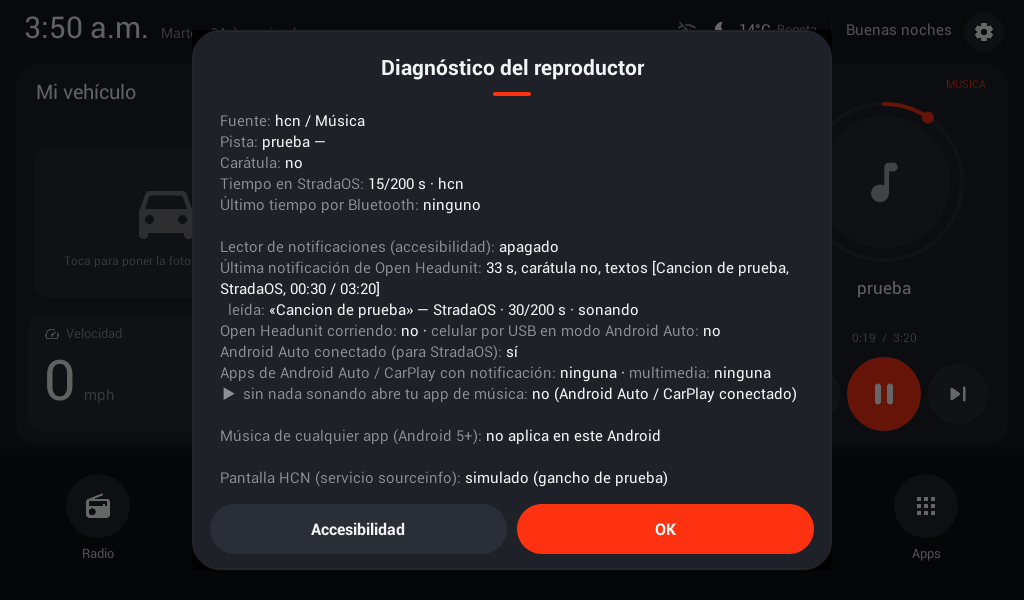 3:50 a.m.
14°C Bogota
Buenas noches
Mi vehículo
MÚSICA
Diagnóstico del reproductor
Fuente: hcn / Música
Pista: prueba —
Carátula: no
Tiempo en StradaOS: 15/200 s · hcn
Último tiempo por Bluetooth: ninguno
Lector de notificaciones (accesibilidad): apagado
Última notificación de Open Headunit: 33 s, carátula no, textos [Cancion de prueba,
StradaOS, 00:30 / 03:20]
leída: «Cancion de prueba» — StradaOS · 30/200 s · sonando
Open Headunit corriendo: no · celular por USB en modo Android Auto: no
Android Auto conectado (para StradaOS): sí
Apps de Android Auto / CarPlay con notificación: ninguna · multimedia: ninguna
▶ sin nada sonando abre tu app de música: no (Android Auto / CarPlay conectado)
Música de cualquier app (Android 5+): no aplica en este Android
Pantalla HCN (servicio sourceinfo): simulado (gancho de prueba)
Accesibilidad
OK
Toca para poner la foto
Velocidad
0 mph
prueba
0:19 / 3:20
Radio
Apps